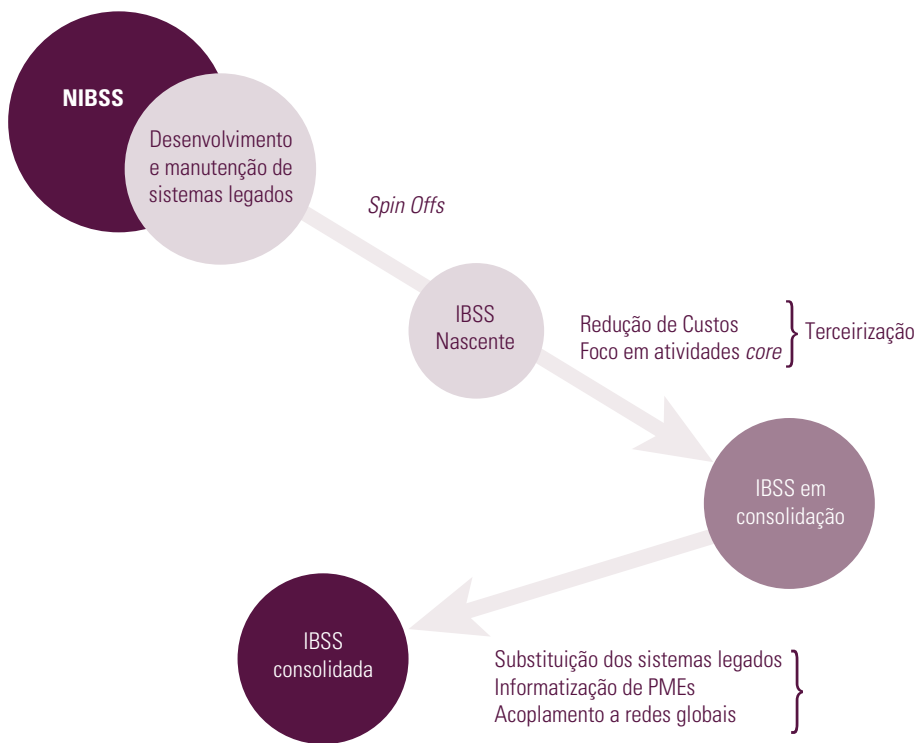 NIBSS
Desenvolvimento
e manutenção de
sistemas legados
Spin Offs
IBSS
Nascente
Redução de Custos
Foco em atividades core
Terceirização
IBSS em
consolidação
IBSS
consolidada
Substituição dos sistemas legados
Informatização de PMEs
Acoplamento a redes globais